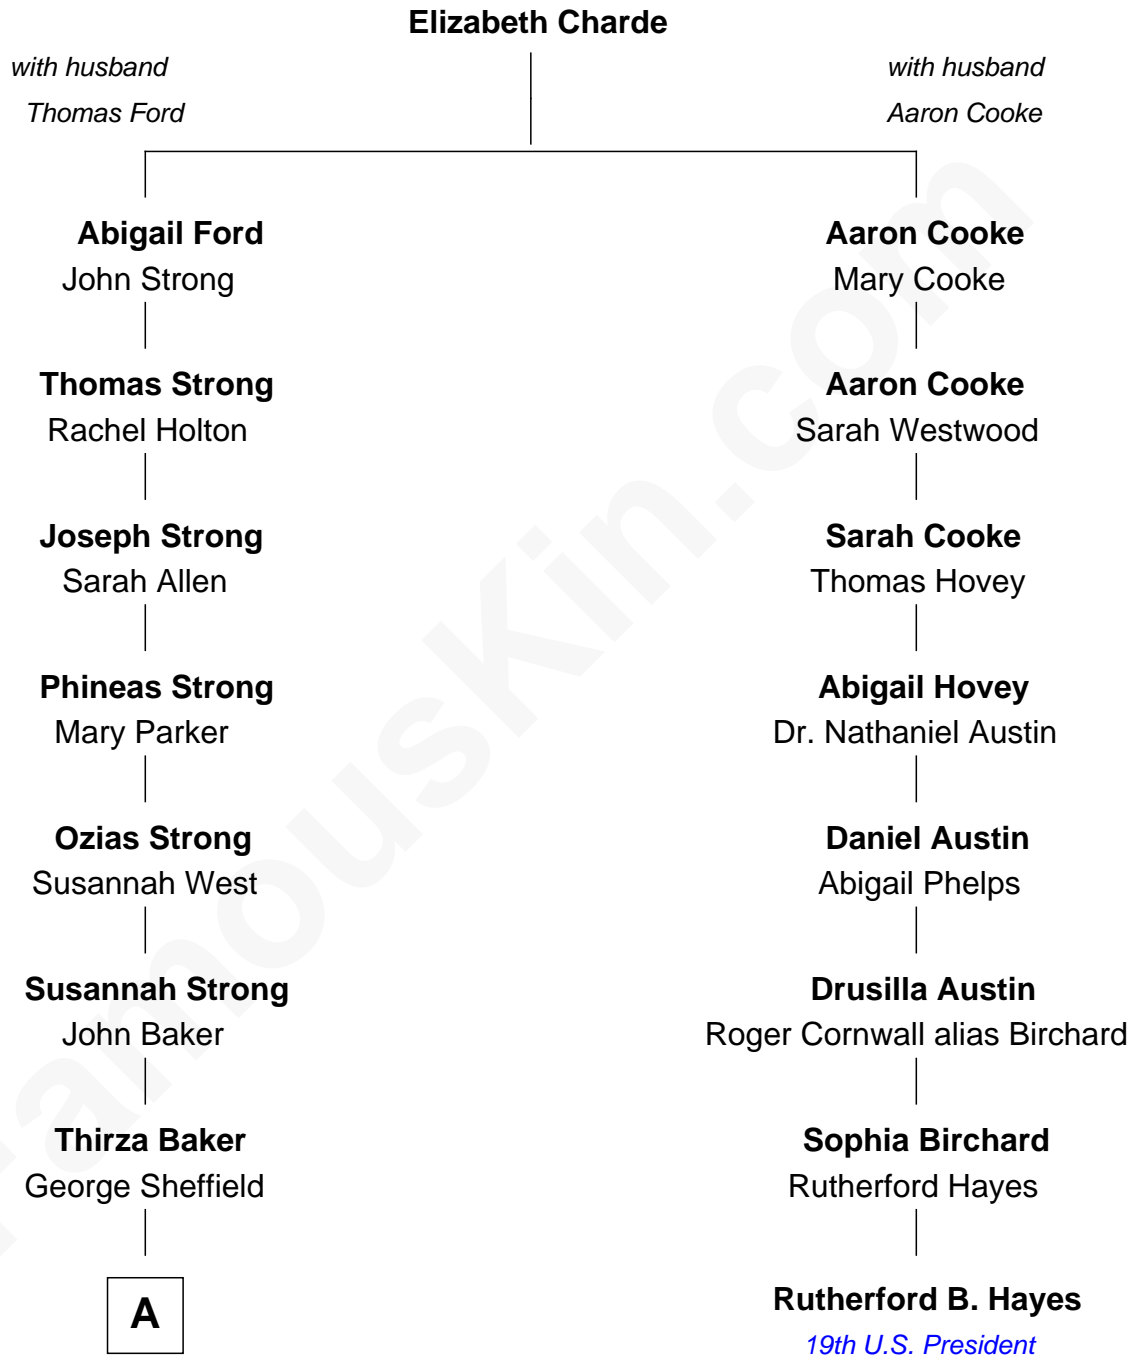 Elizabeth Charde
with husband
Thomas Ford
with husband
Aaron Cooke
Abigail Ford
John Strong
Aaron Cooke
Mary Cooke
Thomas Strong
Rachel Holton
Aaron Cooke
Sarah Westwood
Joseph Strong
Sarah Allen
Sarah Cooke
Thomas Hovey
Phineas Strong
Mary Parker
Abigail Hovey
Dr. Nathaniel Austin
Ozias Strong
Susannah West
Daniel Austin
Abigail Phelps
Susannah Strong
John Baker
Drusilla Austin
Roger Cornwall alias Birchard
Thirza Baker
George Sheffield
Sophia Birchard
Rutherford Hayes
A
Rutherford B. Hayes
19th U.S. President
FamousKin.com